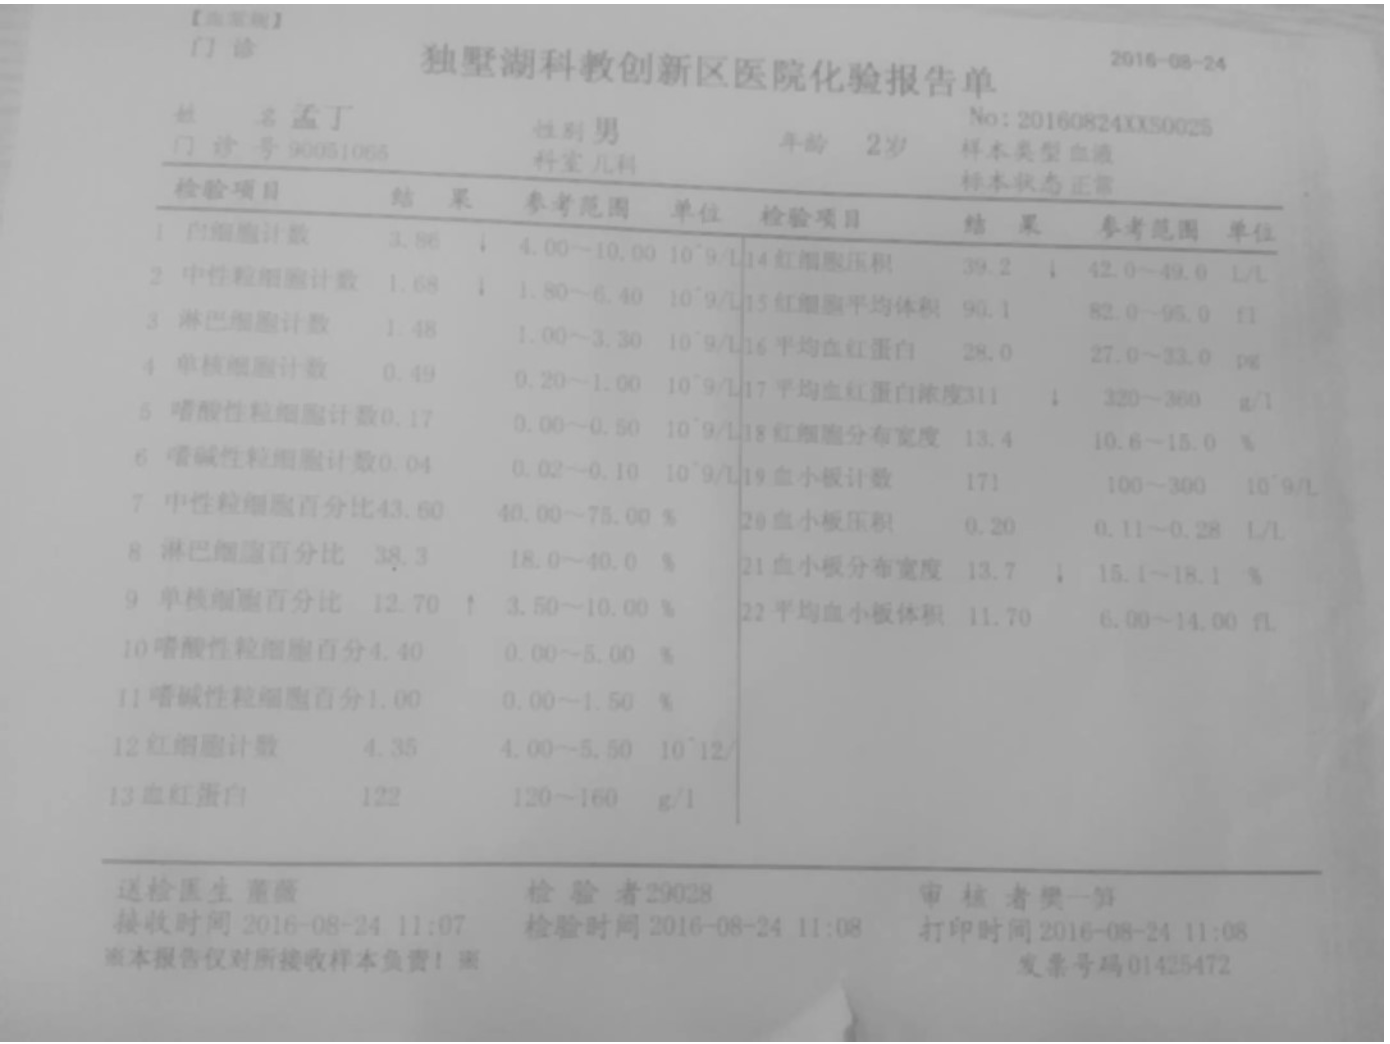 门 诊
独墅湖科教创新区医院化验报告单
2016-08-24
姓 名 孟丁 性别 男 年龄 2岁 No: 20160824XXS0025
门 诊 号 90051065 科室 儿科 样本类型 血液
标本状态 正常
检验项目 结 果 参考范围 单位 检验项目 结 果 参考范围 单位
1 白细胞计数 3.86 ↓ 4.00~10.00 10^9/L 14 红细胞压积 39.2 ↓ 42.0~49.0 L/L
2 中性粒细胞计数 1.68 ↓ 1.80~6.40 10^9/L 15 红细胞平均体积 90.1 82.0~95.0 fl
3 淋巴细胞计数 1.48 1.00~3.30 10^9/L 16 平均血红蛋白 28.0 27.0~33.0 pg
4 单核细胞计数 0.49 0.20~1.00 10^9/L 17 平均血红蛋白浓度311 ↓ 320~360 g/l
5 嗜酸性粒细胞计数0.17 0.00~0.50 10^9/L 18 红细胞分布宽度 13.4 10.6~15.0 %
6 嗜碱性粒细胞计数0.04 0.02~0.10 10^9/L 19 血小板计数 171 100~300 10^9/L
7 中性粒细胞百分比43.60 40.00~75.00 % 20 血小板压积 0.20 0.11~0.28 L/L
8 淋巴细胞百分比 38.3 18.0~40.0 % 21 血小板分布宽度 13.7 ↓ 15.1~18.1 %
9 单核细胞百分比 12.70 ↑ 3.50~10.00 % 22 平均血小板体积 11.70 6.00~14.00 fL
10 嗜酸性粒细胞百分4.40 0.00~5.00 %
11 嗜碱性粒细胞百分1.00 0.00~1.50 %
12 红细胞计数 4.35 4.00~5.50 10^12/
13 血红蛋白 122 120~160 g/l
送检医生 检 验 者29028 审 核 者樊一
接收时间 2016-08-24 11:07 检验时间 2016-08-24 11:08 打印时间 2016-08-24 11:08
※本报告仅对所接收样本负责！※ 发票号码 01425472